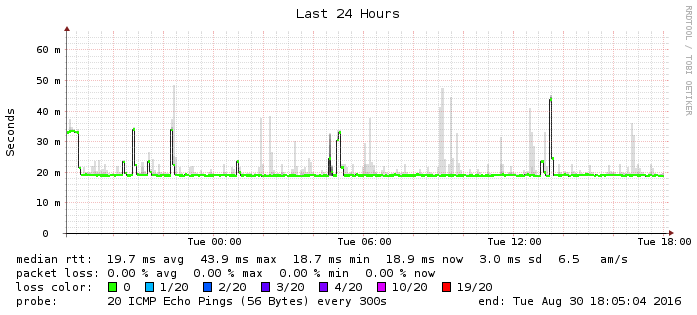 Last 24 Hours
RRDTOOL / TOBI OETIKER
Seconds
60 m
50 m
40 m
30 m
20 m
10 m
0
Tue 00:00 Tue 06:00 Tue 12:00 Tue 18:00
median rtt: 19.7 ms avg 43.9 ms max 18.7 ms min 18.9 ms now 3.0 ms sd 6.5 am/s
packet loss: 0.00 % avg 0.00 % max 0.00 % min 0.00 % now
loss color: 0 1/20 2/20 3/20 4/20 10/20 19/20
probe: 20 ICMP Echo Pings (56 Bytes) every 300s end: Tue Aug 30 18:05:04 2016